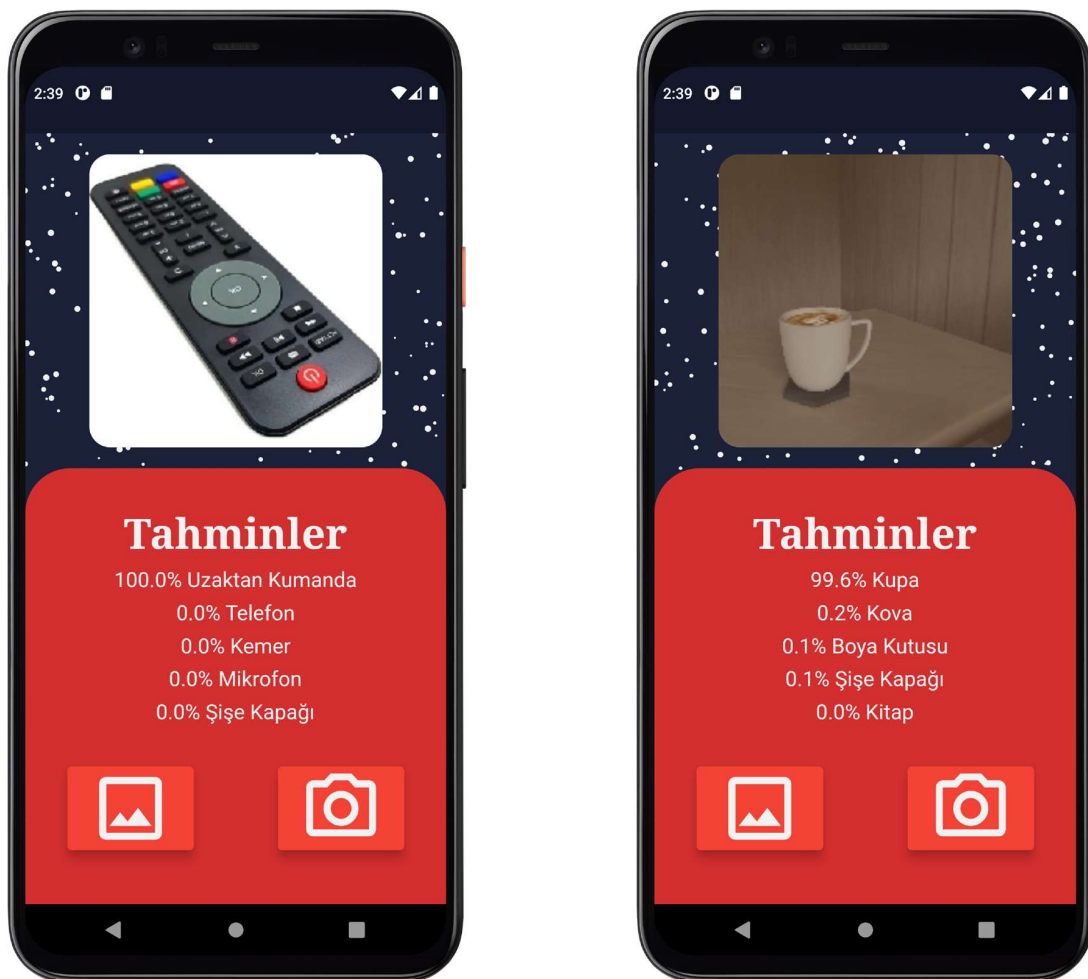 2:39
OK
Tahminler
100.0% Uzaktan Kumanda
0.0% Telefon
0.0% Kemer
0.0% Mikrofon
0.0% Şişe Kapağı
2:39
Tahminler
99.6% Kupa
0.2% Kova
0.1% Boya Kutusu
0.1% Şişe Kapağı
0.0% Kitap